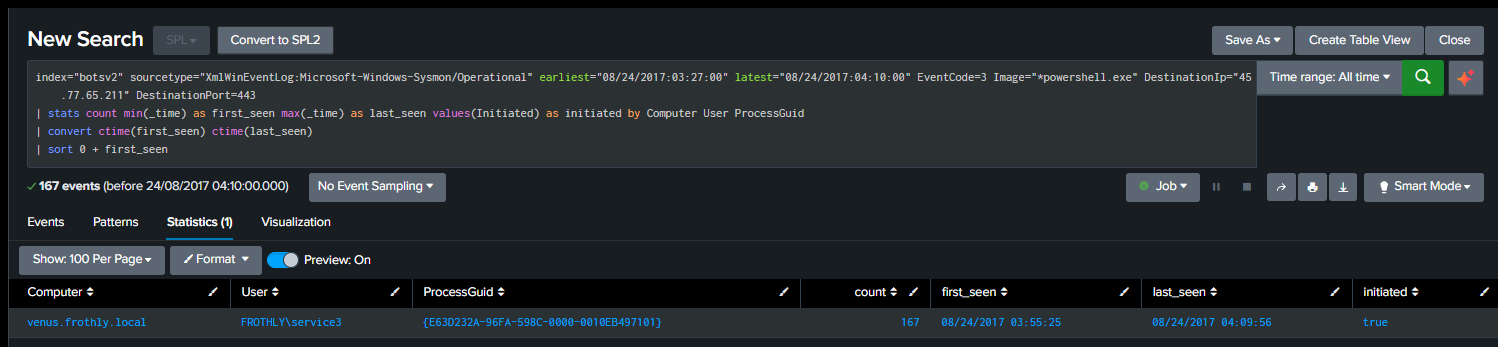 New Search SPL Convert to SPL2 Save As Create Table View Close
index="botsv2" sourcetype="XmlWinEventLog:Microsoft-Windows-Sysmon/Operational" earliest="08/24/2017:03:27:00" latest="08/24/2017:04:10:00" EventCode=3 Image="*powershell.exe" DestinationIp="45 Time range: All time
.77.65.211" DestinationPort=443
| stats count min(_time) as first_seen max(_time) as last_seen values(Initiated) as initiated by Computer User ProcessGuid
| convert ctime(first_seen) ctime(last_seen)
| sort 0 + first_seen
167 events (before 24/08/2017 04:10:00.000) No Event Sampling Job Smart Mode
Events Patterns Statistics (1) Visualization
Show: 100 Per Page Format Preview: On
Computer User ProcessGuid count first_seen last_seen initiated
venus.frothly.local FROTHLY\service3 {E63D232A-96FA-598C-0000-0010EB497101} 167 08/24/2017 03:55:25 08/24/2017 04:09:56 true